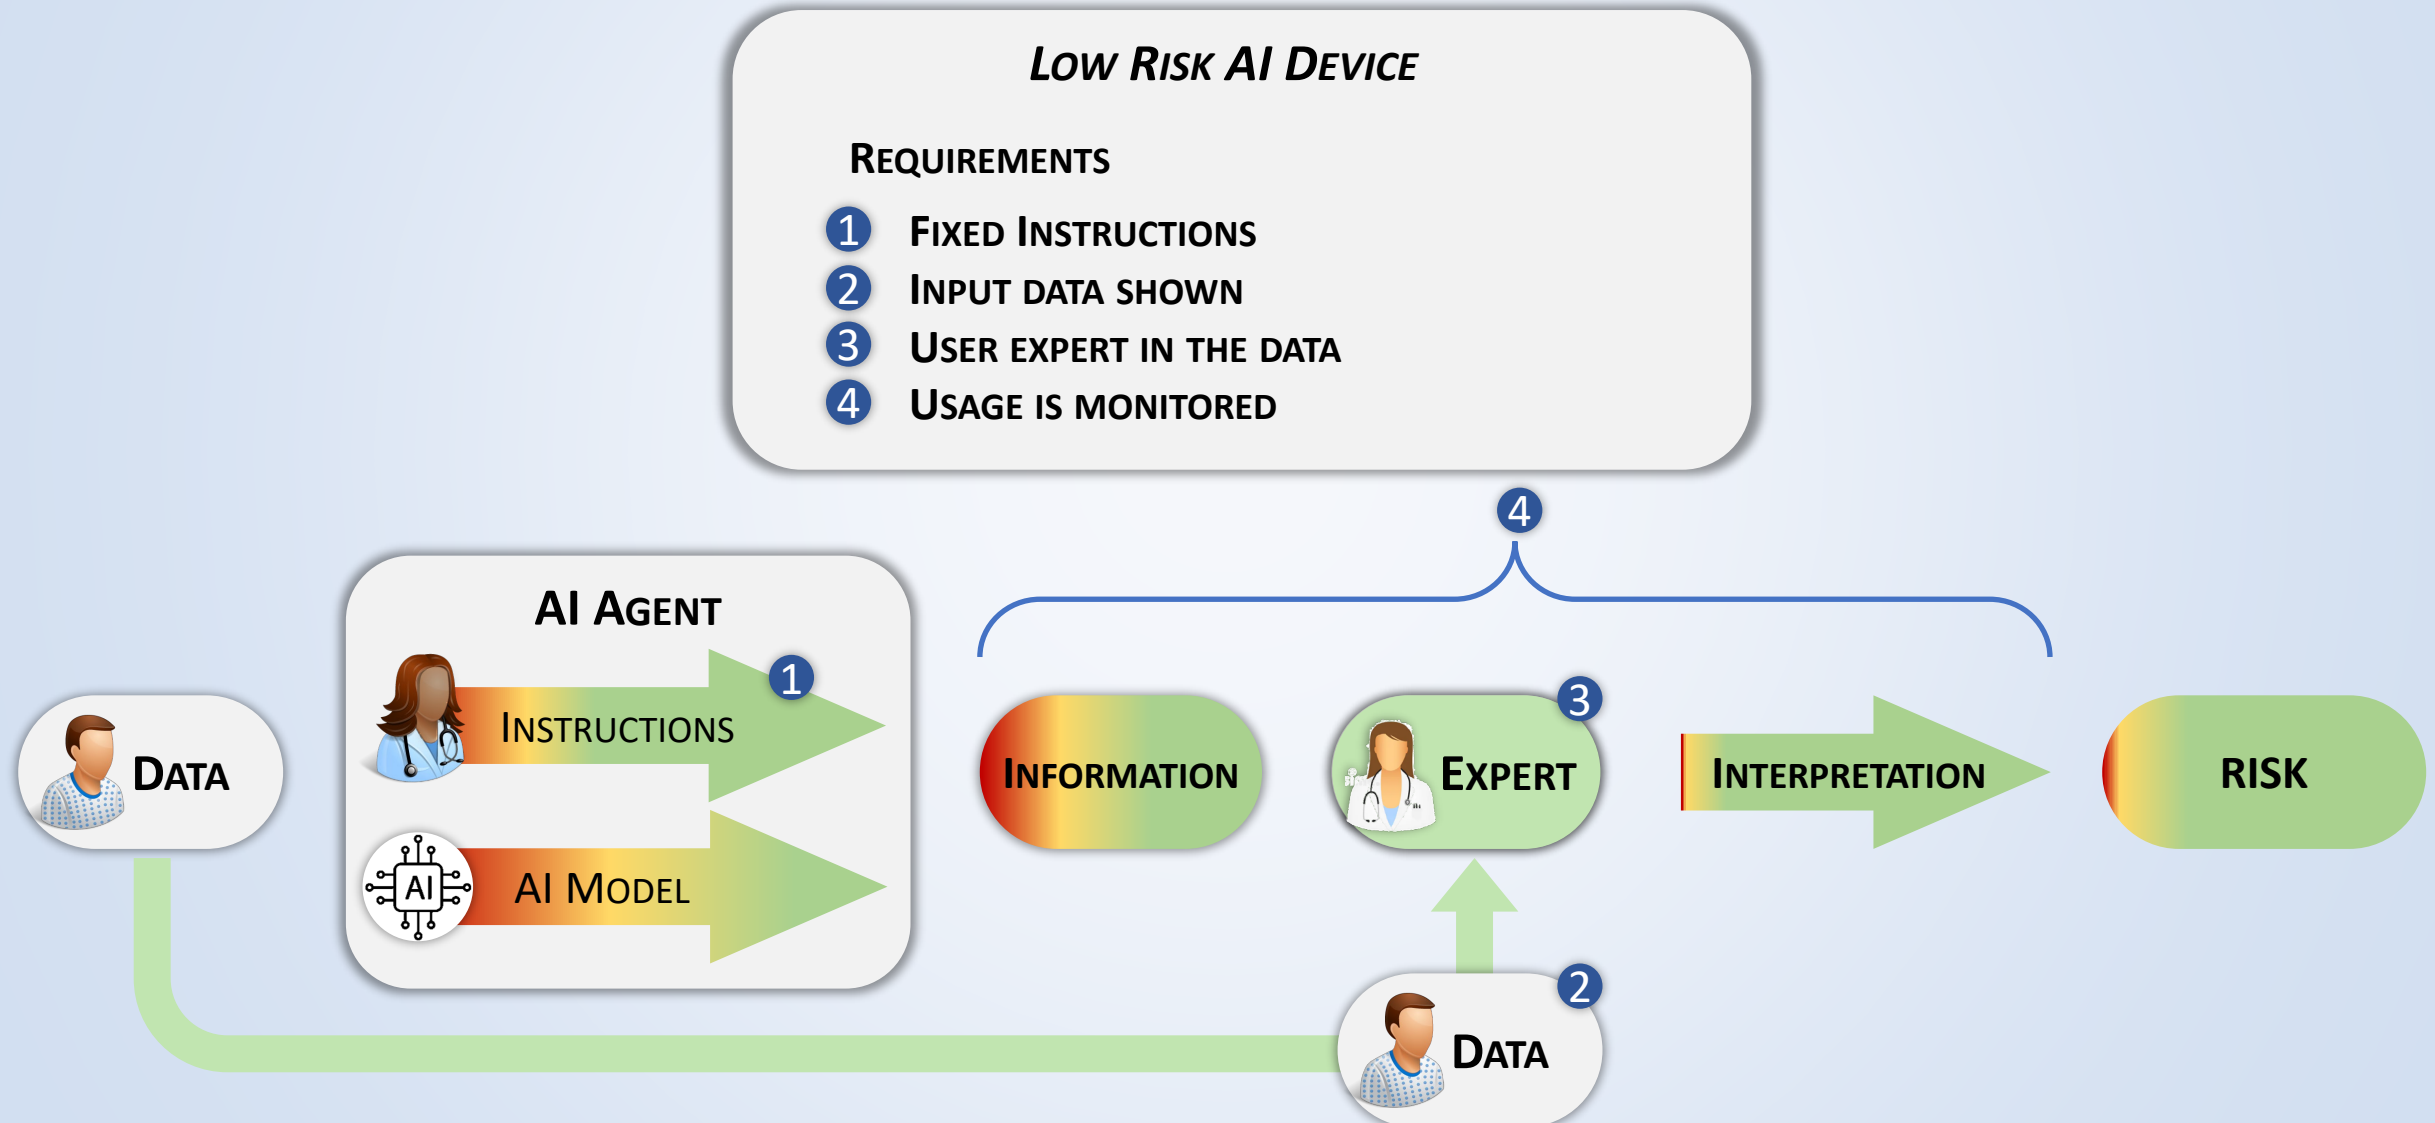 LOW RISK AI DEVICE
REQUIREMENTS
1 FIXED INSTRUCTIONS
2 INPUT DATA SHOWN
3 USER EXPERT IN THE DATA
4 USAGE IS MONITORED
4
AI AGENT
1
INSTRUCTIONS
AI
AI MODEL
DATA
INFORMATION
3
EXPERT
INTERPRETATION
RISK
2
DATA